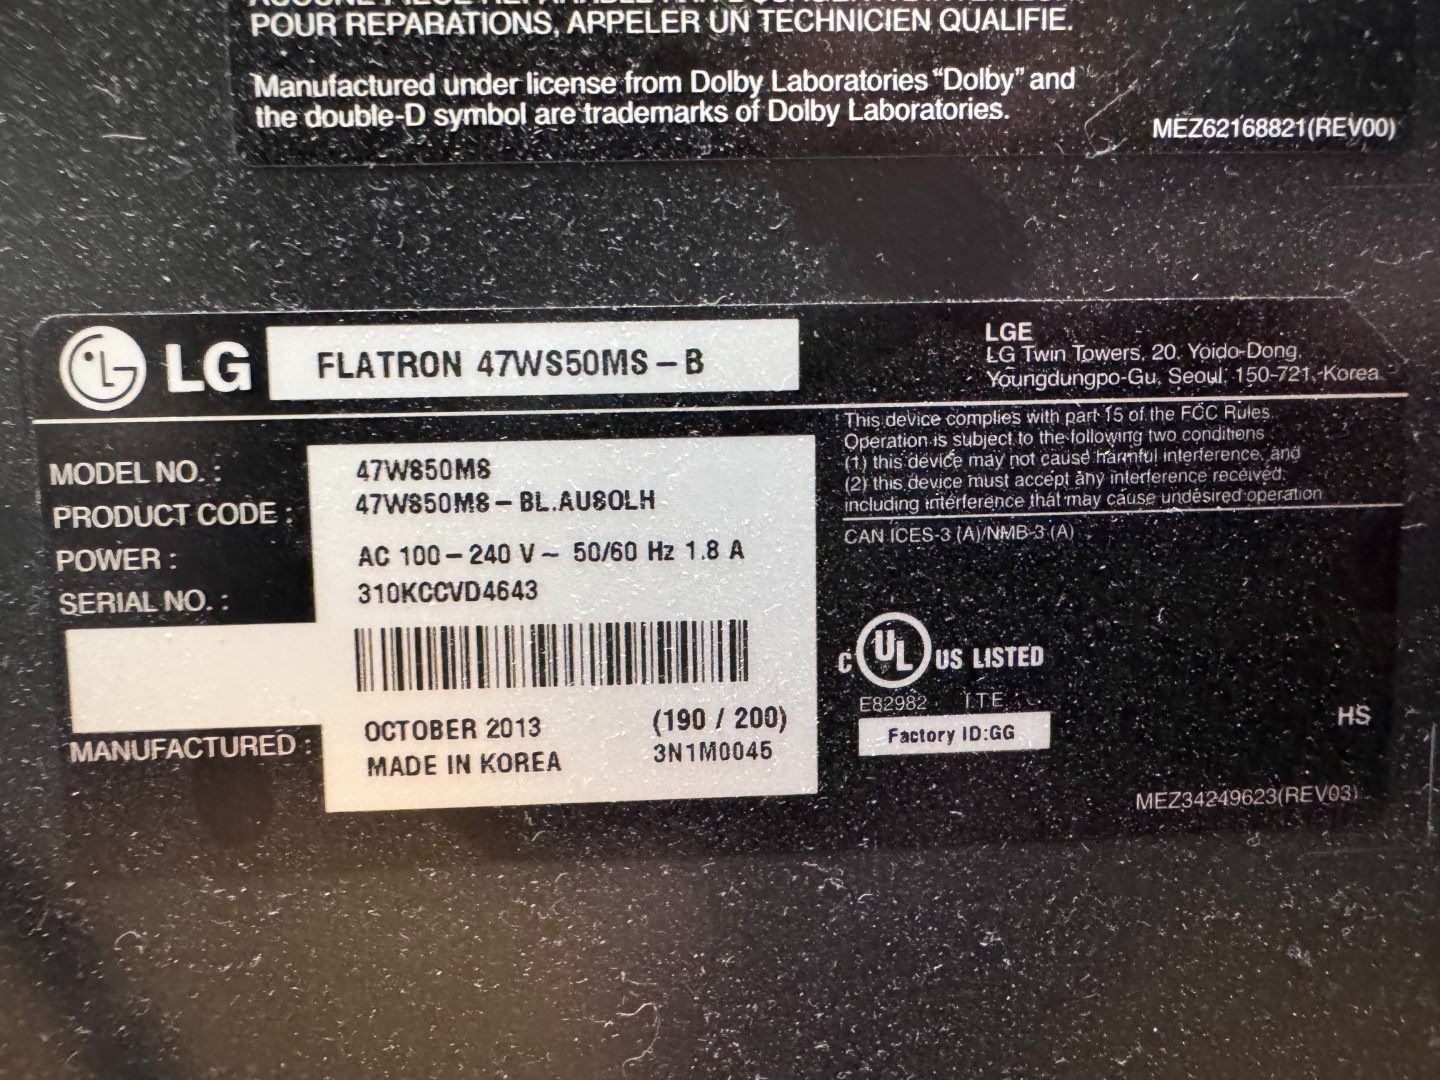 POUR REPARATIONS, APPELER UN TECHNICIEN QUALIFIE.
Manufactured under license from Dolby Laboratories “Dolby” and
the double-D symbol are trademarks of Dolby Laboratories.
MEZ62168821(REV00)
LG
FLATRON 47WS50MS-B
LGE
LG Twin Towers, 20, Yoido-Dong,
Youngdungpo-Gu, Seoul, 150-721, Korea
MODEL NO. : 47WS50MS
PRODUCT CODE : 47WS50MS-BL.AUSOLH
POWER : AC 100-240 V~ 50/60 Hz 1.8 A
SERIAL NO. : 310KCCVD4643
MANUFACTURED : OCTOBER 2013 (190 / 200)
MADE IN KOREA 3N1M0045
This device complies with part 15 of the FCC Rules.
Operation is subject to the following two conditions
(1) this device may not cause harmful interference, and
(2) this device must accept any interference received,
including interference that may cause undesired operation
CAN ICES-3 (A)/NMB-3 (A)
C UL US LISTED
E82982 I.T.E
Factory ID:GG
HS
MEZ34249623(REV03)